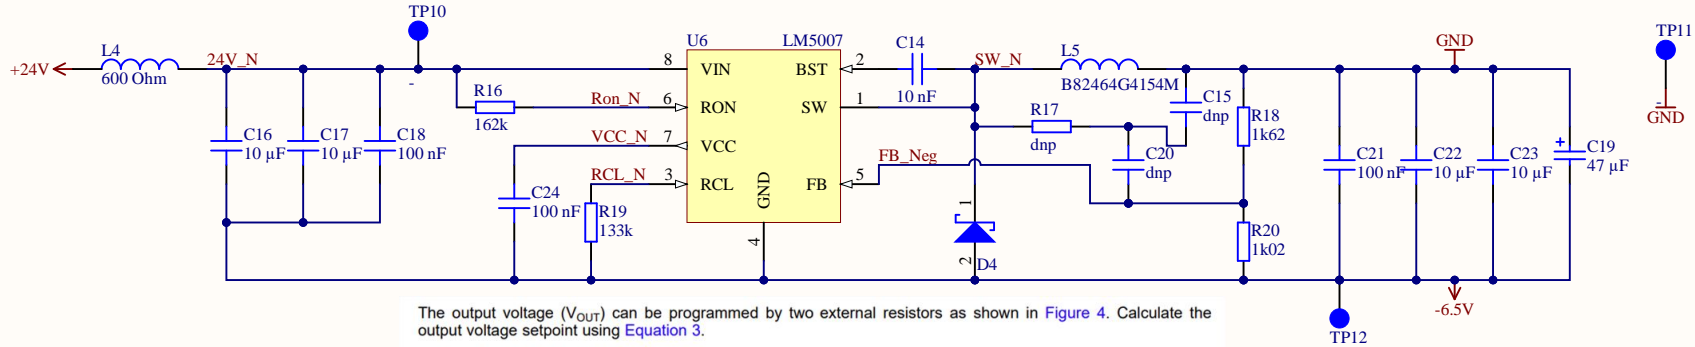 TP10
TP11
L4
600 Ohm
+24V
24V_N
-
U6
LM5007
C14
10 nF
SW_N
L5
B82464G4154M
GND
-
GND
8
VIN
BST
2
R16
162k
Ron_N
6
RON
SW
1
C15
dnp
R17
dnp
R18
1k62
C16
10 µF
C17
10 µF
C18
100 nF
VCC_N
7
VCC
FB_Neg
C20
dnp
C21
100 nF
C22
10 µF
C23
10 µF
+
C19
47 µF
RCL_N
3
RCL
GND
FB
5
C24
100 nF
R19
133k
4
1
2
D4
R20
1k02
-6.5V
TP12
The output voltage (VOUT) can be programmed by two external resistors as shown in Figure 4. Calculate the
output voltage setpoint using Equation 3.